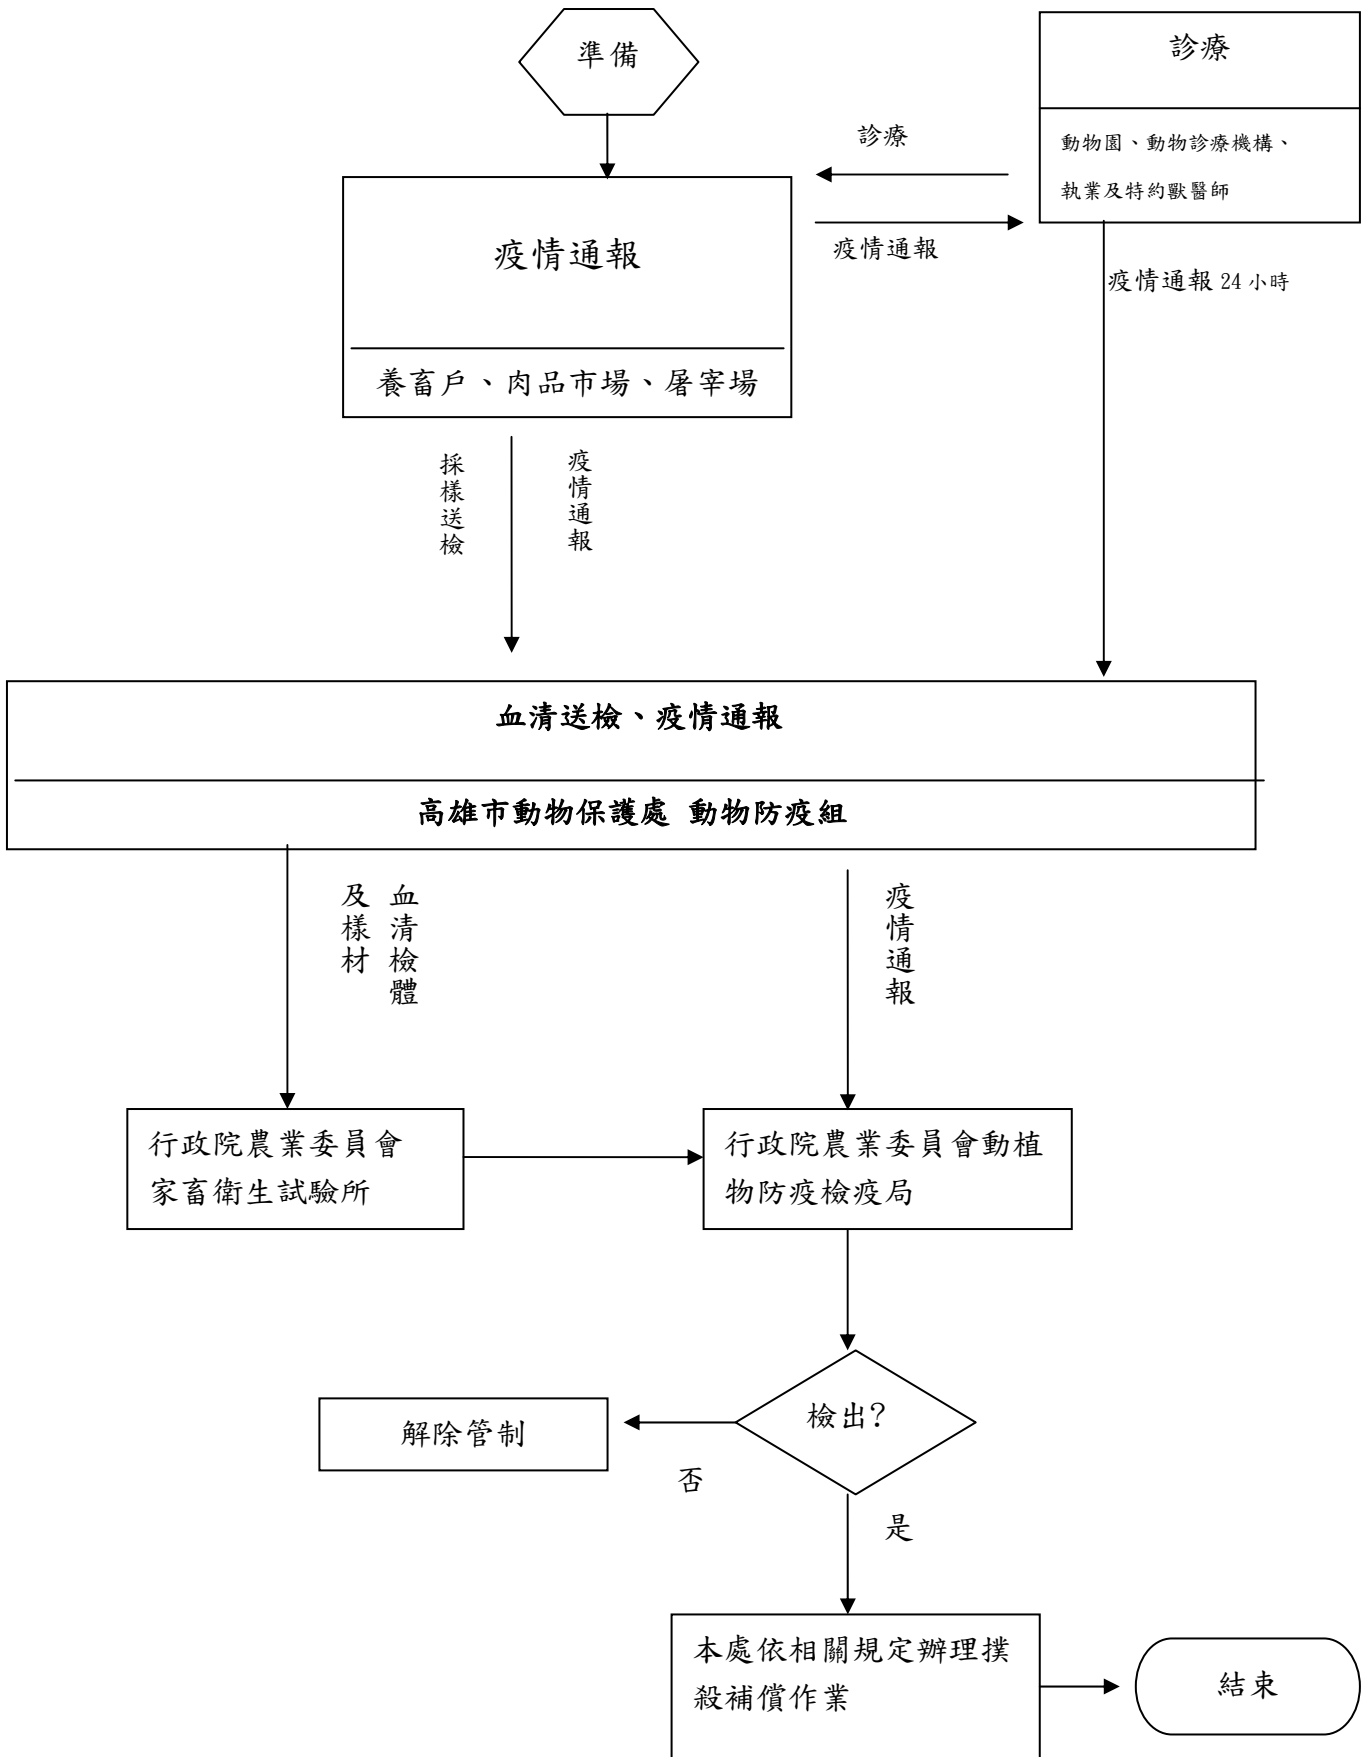 準備
診療
動物園、動物診療機構、
執業及特約獸醫師
診療
疫情通報
疫情通報
養畜戶、肉品市場、屠宰場
疫情通報 24 小時
採樣送檢
疫情通報
血清送檢、疫情通報
高雄市動物保護處 動物防疫組
血清檢體
及樣材
疫情通報
行政院農業委員會
家畜衛生試驗所
行政院農業委員會動植
物防疫檢疫局
檢出?
解除管制
否
是
本處依相關規定辦理撲
殺補償作業
結束